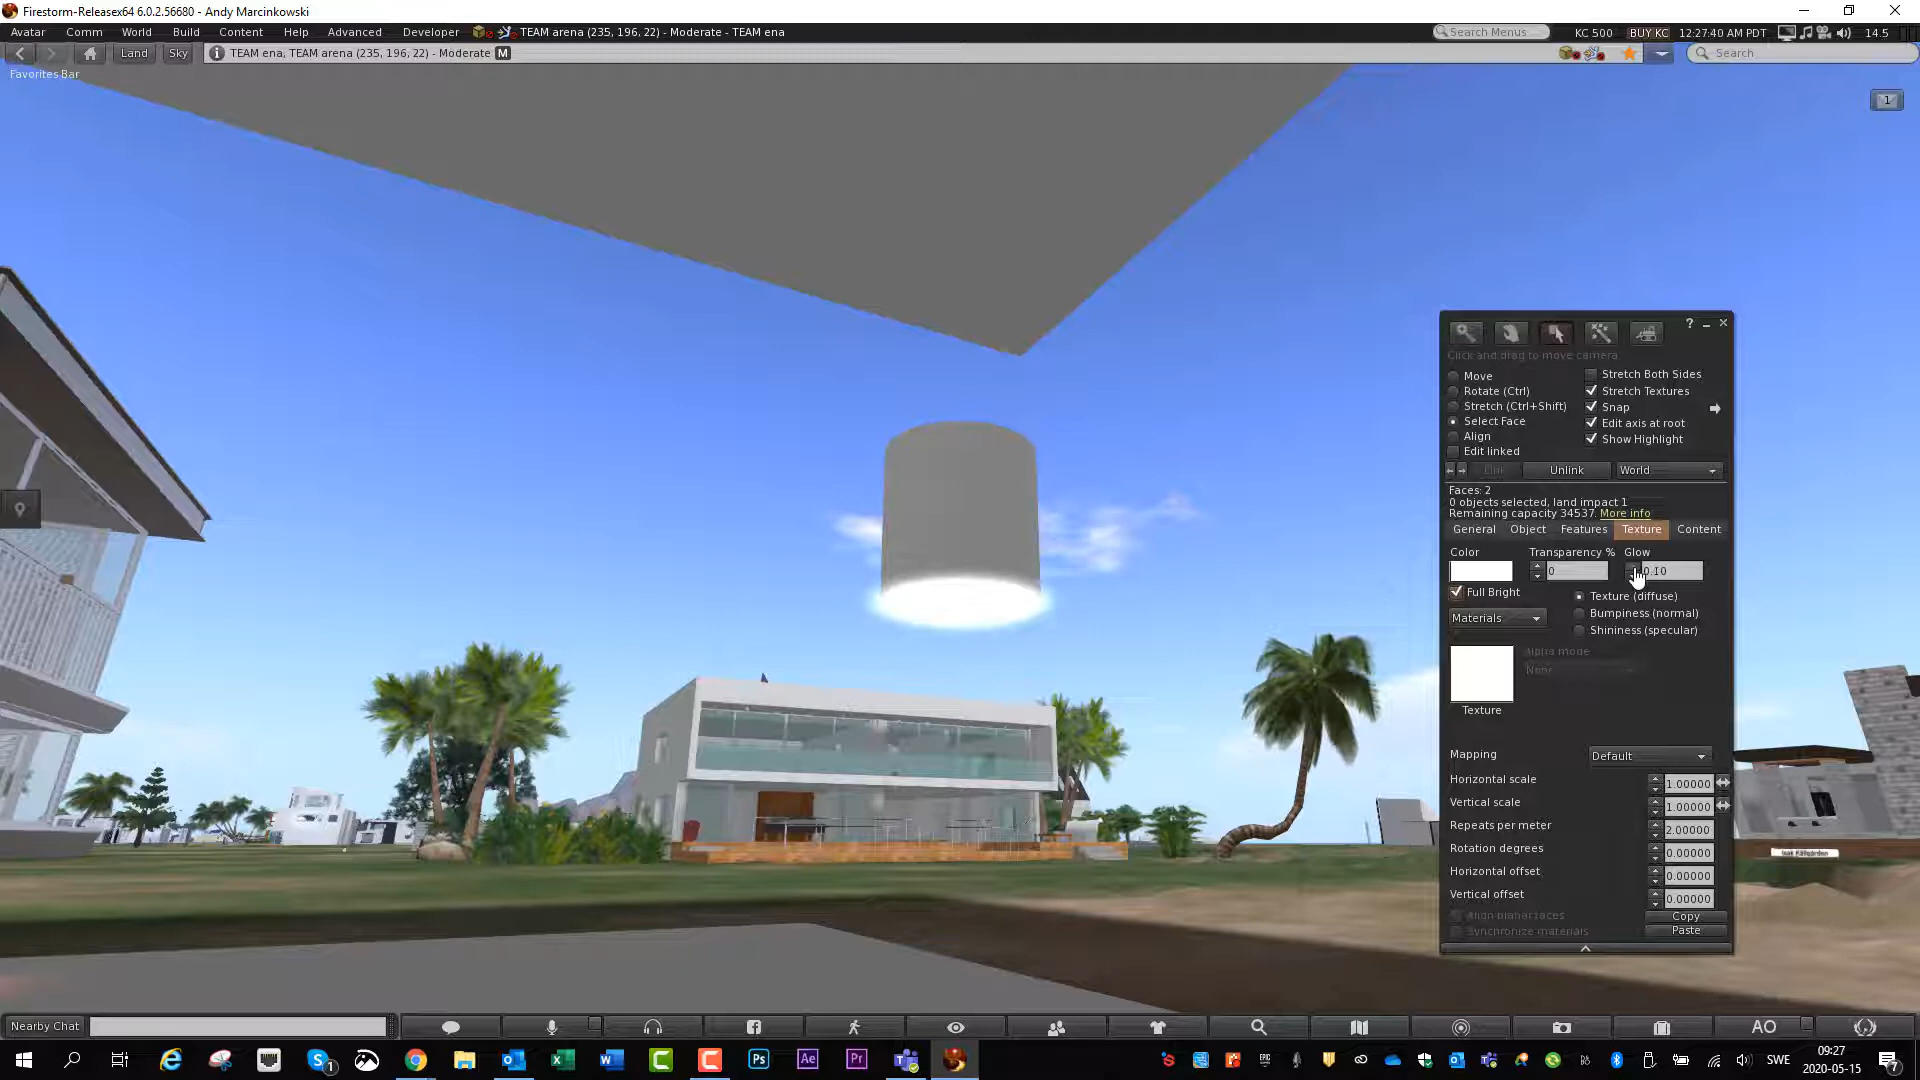 Firestorm-Releasex64 6.0.2.56680 - Andy Marcinkowski
Avatar Comm World Build Content Help Advanced Developer TEAM arena (235, 196, 22) - Moderate - TEAM ena Search Menus KC 500 BUY KC 12:27:40 AM PDT 14.5
Land Sky TEAM ena, TEAM arena (235, 196, 22) - Moderate M Search
Favorites Bar
1
Click and drag to move camera
Move Stretch Both Sides
Rotate (Ctrl) Stretch Textures
Stretch (Ctrl+Shift) Snap
Select Face Edit axis at root
Align Show Highlight
Edit linked
Link Unlink World
Faces: 2
0 objects selected, land impact 1
Remaining capacity 34537. More info
General Object Features Texture Content
Color Transparency % Glow
0 0.10
Full Bright Texture (diffuse)
Materials Bumpiness (normal)
Shininess (specular)
Alpha mode
None
Texture
Mapping Default
Horizontal scale 1.00000
Vertical scale 1.00000
Repeats per meter 2.00000
Rotation degrees 0.00000
Horizontal offset 0.00000
Vertical offset 0.00000
Align planar faces Copy
Synchronize materials Paste
Nearby Chat AO
Ps Ae Pr SWE 09:27
2020-05-15